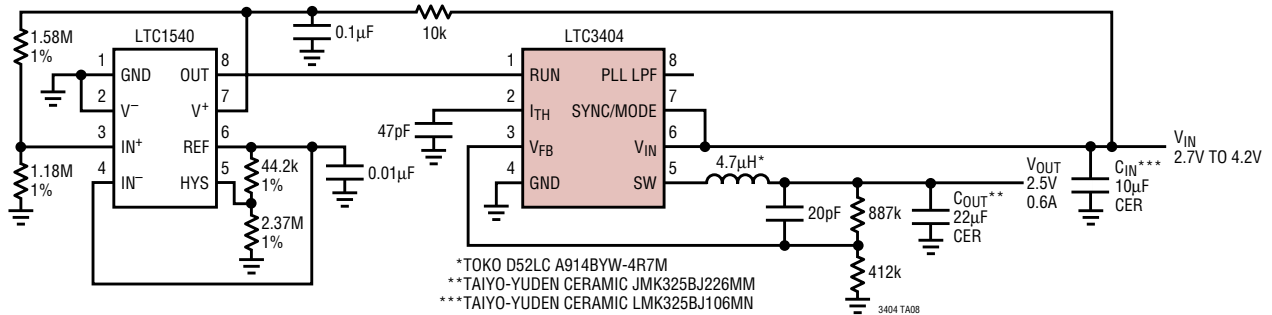 0.1µF
10k
1.58M
1%
LTC1540
1
GND
OUT
8
2
V⁻
V⁺
7
3
IN⁺
REF
6
4
IN⁻
HYS
5
1.18M
1%
44.2k
1%
2.37M
1%
0.01µF
LTC3404
1
RUN
PLL LPF
8
2
ITH
SYNC/MODE
7
3
VFB
VIN
6
4
GND
SW
5
47pF
4.7µH*
20pF
887k
412k
VOUT
2.5V
0.6A
COUT**
22µF
CER
CIN***
10µF
CER
VIN
2.7V TO 4.2V
*TOKO D52LC A914BYW-4R7M
**TAIYO-YUDEN CERAMIC JMK325BJ226MM
***TAIYO-YUDEN CERAMIC LMK325BJ106MN
3404 TA08